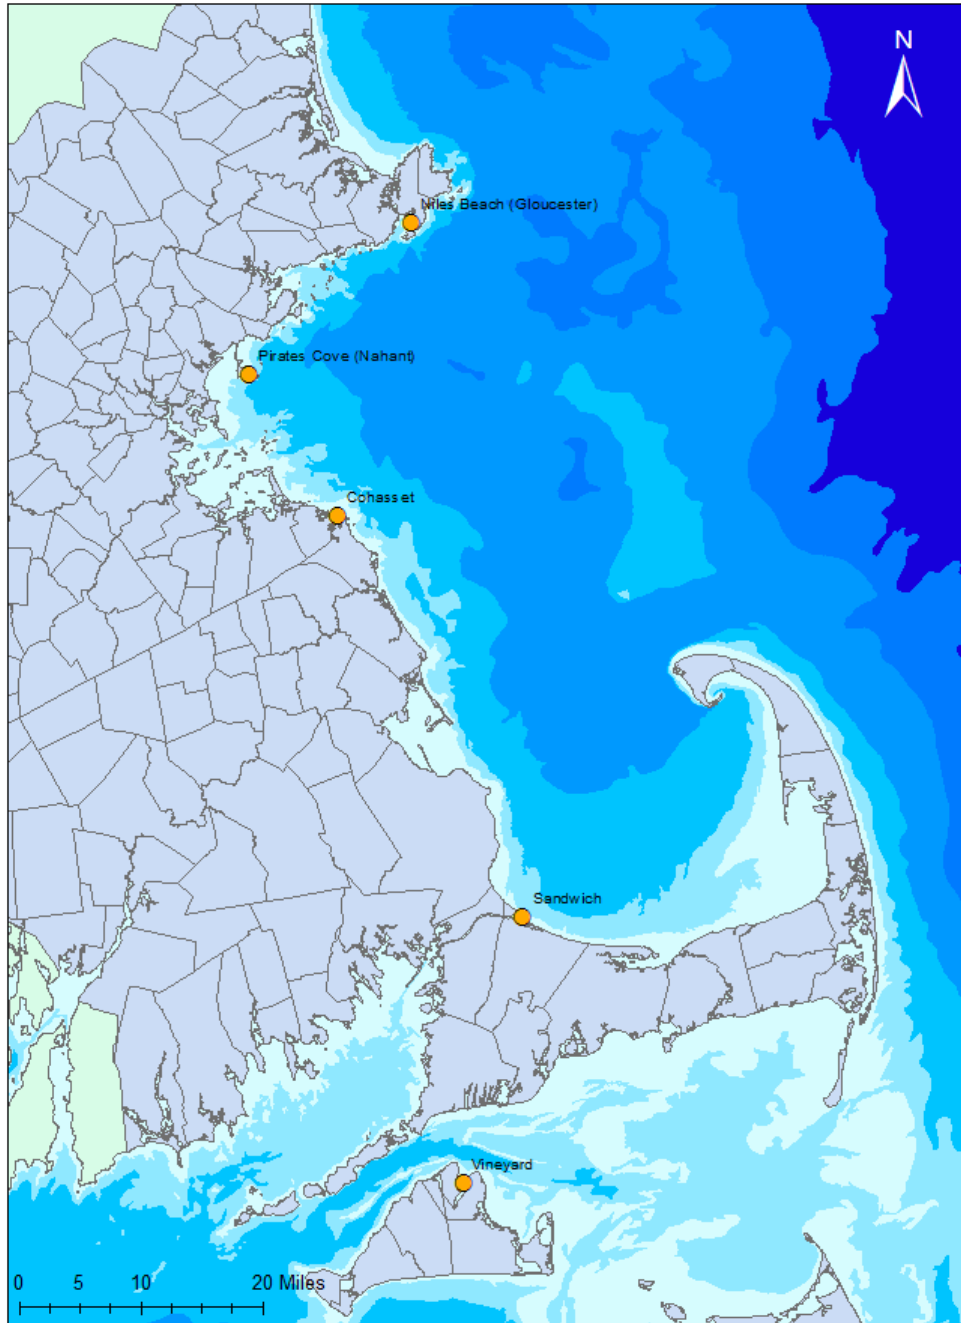 N
Niles Beach (Gloucester)
Pirates Cove (Nahant)
Cohasset
Sandwich
Vineyard
0 5 10 20 Miles